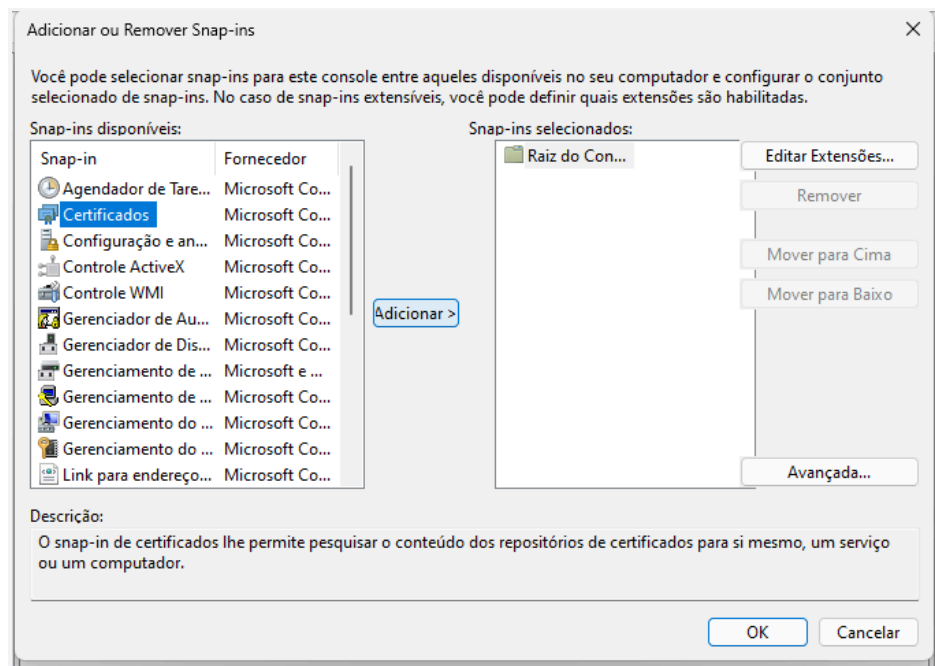 Adicionar ou Remover Snap-ins
Você pode selecionar snap-ins para este console entre aqueles disponíveis no seu computador e configurar o conjunto
selecionado de snap-ins. No caso de snap-ins extensíveis, você pode definir quais extensões são habilitadas.
Snap-ins disponíveis:
Snap-in Fornecedor
Agendador de Tare... Microsoft Co...
Certificados Microsoft Co...
Configuração e an... Microsoft Co...
Controle ActiveX Microsoft Co...
Controle WMI Microsoft Co...
Gerenciador de Au... Microsoft Co...
Gerenciador de Dis... Microsoft Co...
Gerenciamento de ... Microsoft e ...
Gerenciamento de ... Microsoft Co...
Gerenciamento do ... Microsoft Co...
Gerenciamento do ... Microsoft Co...
Link para endereço... Microsoft Co...
Adicionar >
Snap-ins selecionados:
Raiz do Con...
Editar Extensões...
Remover
Mover para Cima
Mover para Baixo
Avançada...
Descrição:
O snap-in de certificados lhe permite pesquisar o conteúdo dos repositórios de certificados para si mesmo, um serviço
ou um computador.
OK
Cancelar